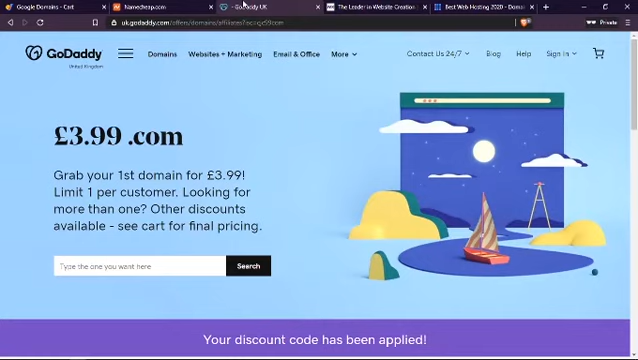 Google Domains - Cart
Namecheap.com
- GoDaddy UK
The Leader in Website Creation
Best Web Hosting 2020 - Domain
uk.godaddy.com/offers/domains/affiliates?
Private
GoDaddy
United Kingdom
Domains
Websites + Marketing
Email & Office
More
Contact Us 24/7
Blog
Help
Sign In
£3.99 .com
Grab your 1st domain for £3.99!
Limit 1 per customer. Looking for
more than one? Other discounts
available - see cart for final pricing.
Type the one you want here
Search
Your discount code has been applied!